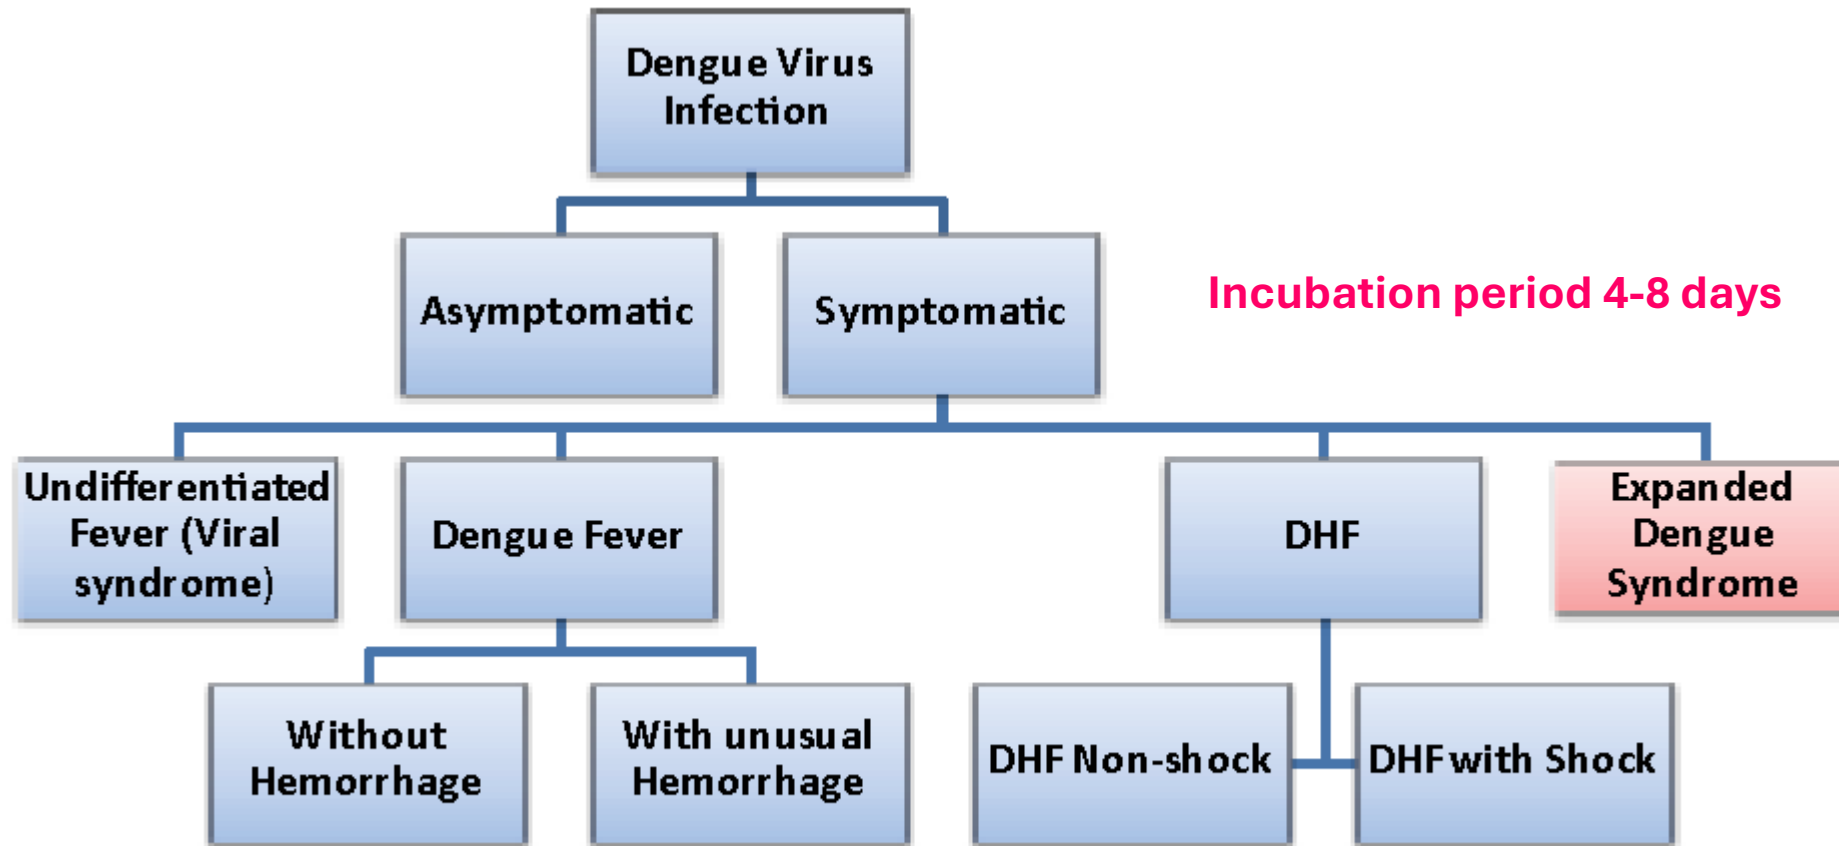 Dengue Virus
Infection
Asymptomatic
Symptomatic
Incubation period 4-8 days
Undifferentiated
Fever (Viral
syndrome)
Dengue Fever
DHF
Expanded
Dengue
Syndrome
Without
Hemorrhage
With unusual
Hemorrhage
DHF Non-shock
DHF with Shock